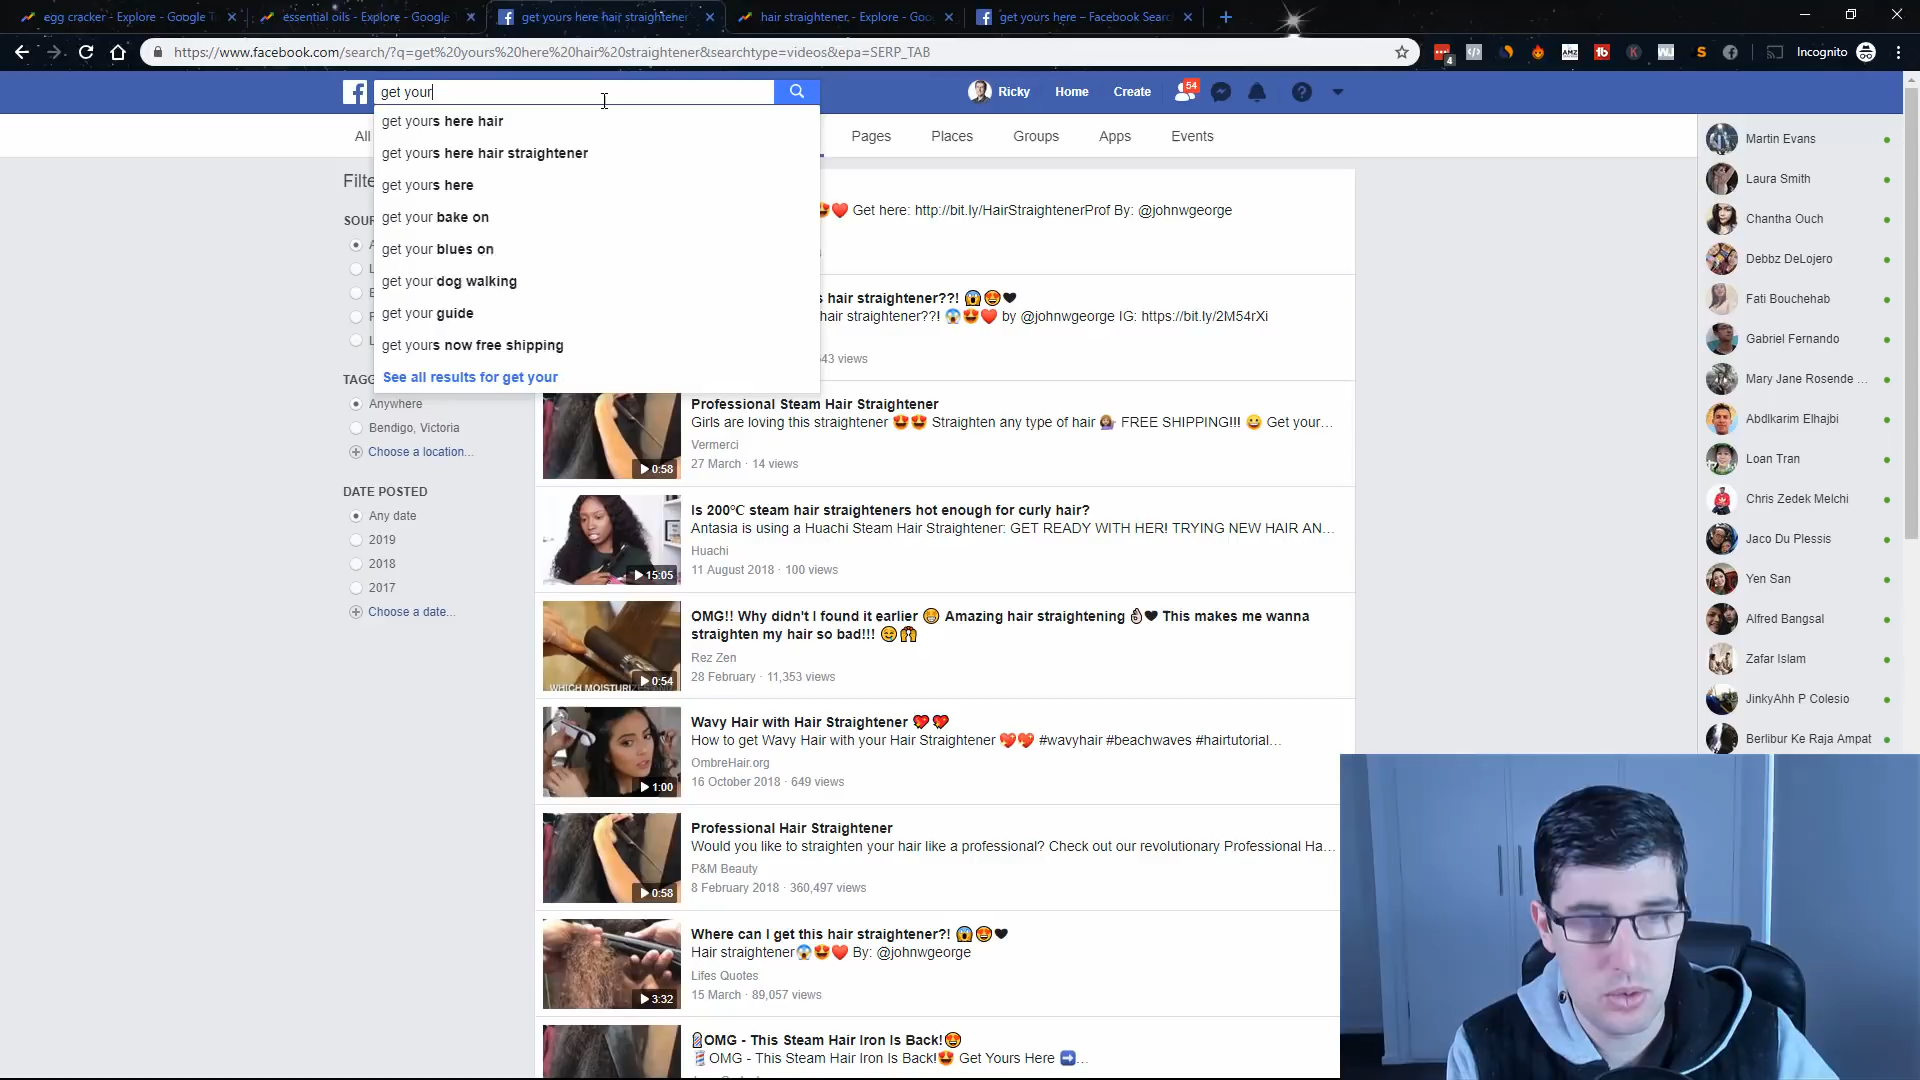 egg cracker - Explore - Google T
essential oils - Explore - Google
get yours here hair straightener
hair straightener, - Explore - Goo
get yours here – Facebook Searc
https://www.facebook.com/search/?q=get%20yours%20here%20hair%20straightener&searchtype=videos&epa=SERP_TAB
Incognito
get your
Ricky
Home
Create
54
All
Pages
Places
Groups
Apps
Events
get yours here hair
get yours here hair straightener
get yours here
get your bake on
get your blues on
get your dog walking
get your guide
get yours now free shipping
See all results for get your
Filte
SOUR
TAGG
Anywhere
Bendigo, Victoria
Choose a location...
DATE POSTED
Any date
2019
2018
2017
Choose a date...
Get here: http://bit.ly/HairStraightenerProf By: @johnwgeorge
s hair straightener??!
hair straightener??! by @johnwgeorge IG: https://bit.ly/2M54rXi
543 views
Professional Steam Hair Straightener
Girls are loving this straightener Straighten any type of hair FREE SHIPPING!!! Get your...
Vermerci
27 March · 14 views
0:58
Is 200°C steam hair straighteners hot enough for curly hair?
Antasia is using a Huachi Steam Hair Straightener: GET READY WITH HER! TRYING NEW HAIR AN...
Huachi
11 August 2018 · 100 views
15:05
OMG!! Why didn't I found it earlier Amazing hair straightening This makes me wanna
straighten my hair so bad!!!
Rez Zen
28 February · 11,353 views
WHICH MOISTURIZ
0:54
Wavy Hair with Hair Straightener
How to get Wavy Hair with your Hair Straightener #wavyhair #beachwaves #hairtutorial...
OmbreHair.org
16 October 2018 · 649 views
1:00
Professional Hair Straightener
Would you like to straighten your hair like a professional? Check out our revolutionary Professional Ha...
P&M Beauty
8 February 2018 · 360,497 views
0:58
Where can I get this hair straightener?!
Hair straightener By: @johnwgeorge
Lifes Quotes
15 March · 89,057 views
3:32
OMG - This Steam Hair Iron Is Back!
OMG - This Steam Hair Iron Is Back! Get Yours Here ...
Martin Evans
Laura Smith
Chantha Ouch
Debbz DeLojero
Fati Bouchehab
Gabriel Fernando
Mary Jane Rosende ...
Abdlkarim Elhajbi
Loan Tran
Chris Zedek Melchi
Jaco Du Plessis
Yen San
Alfred Bangsal
Zafar Islam
JinkyAhh P Colesio
Berlibur Ke Raja Ampat